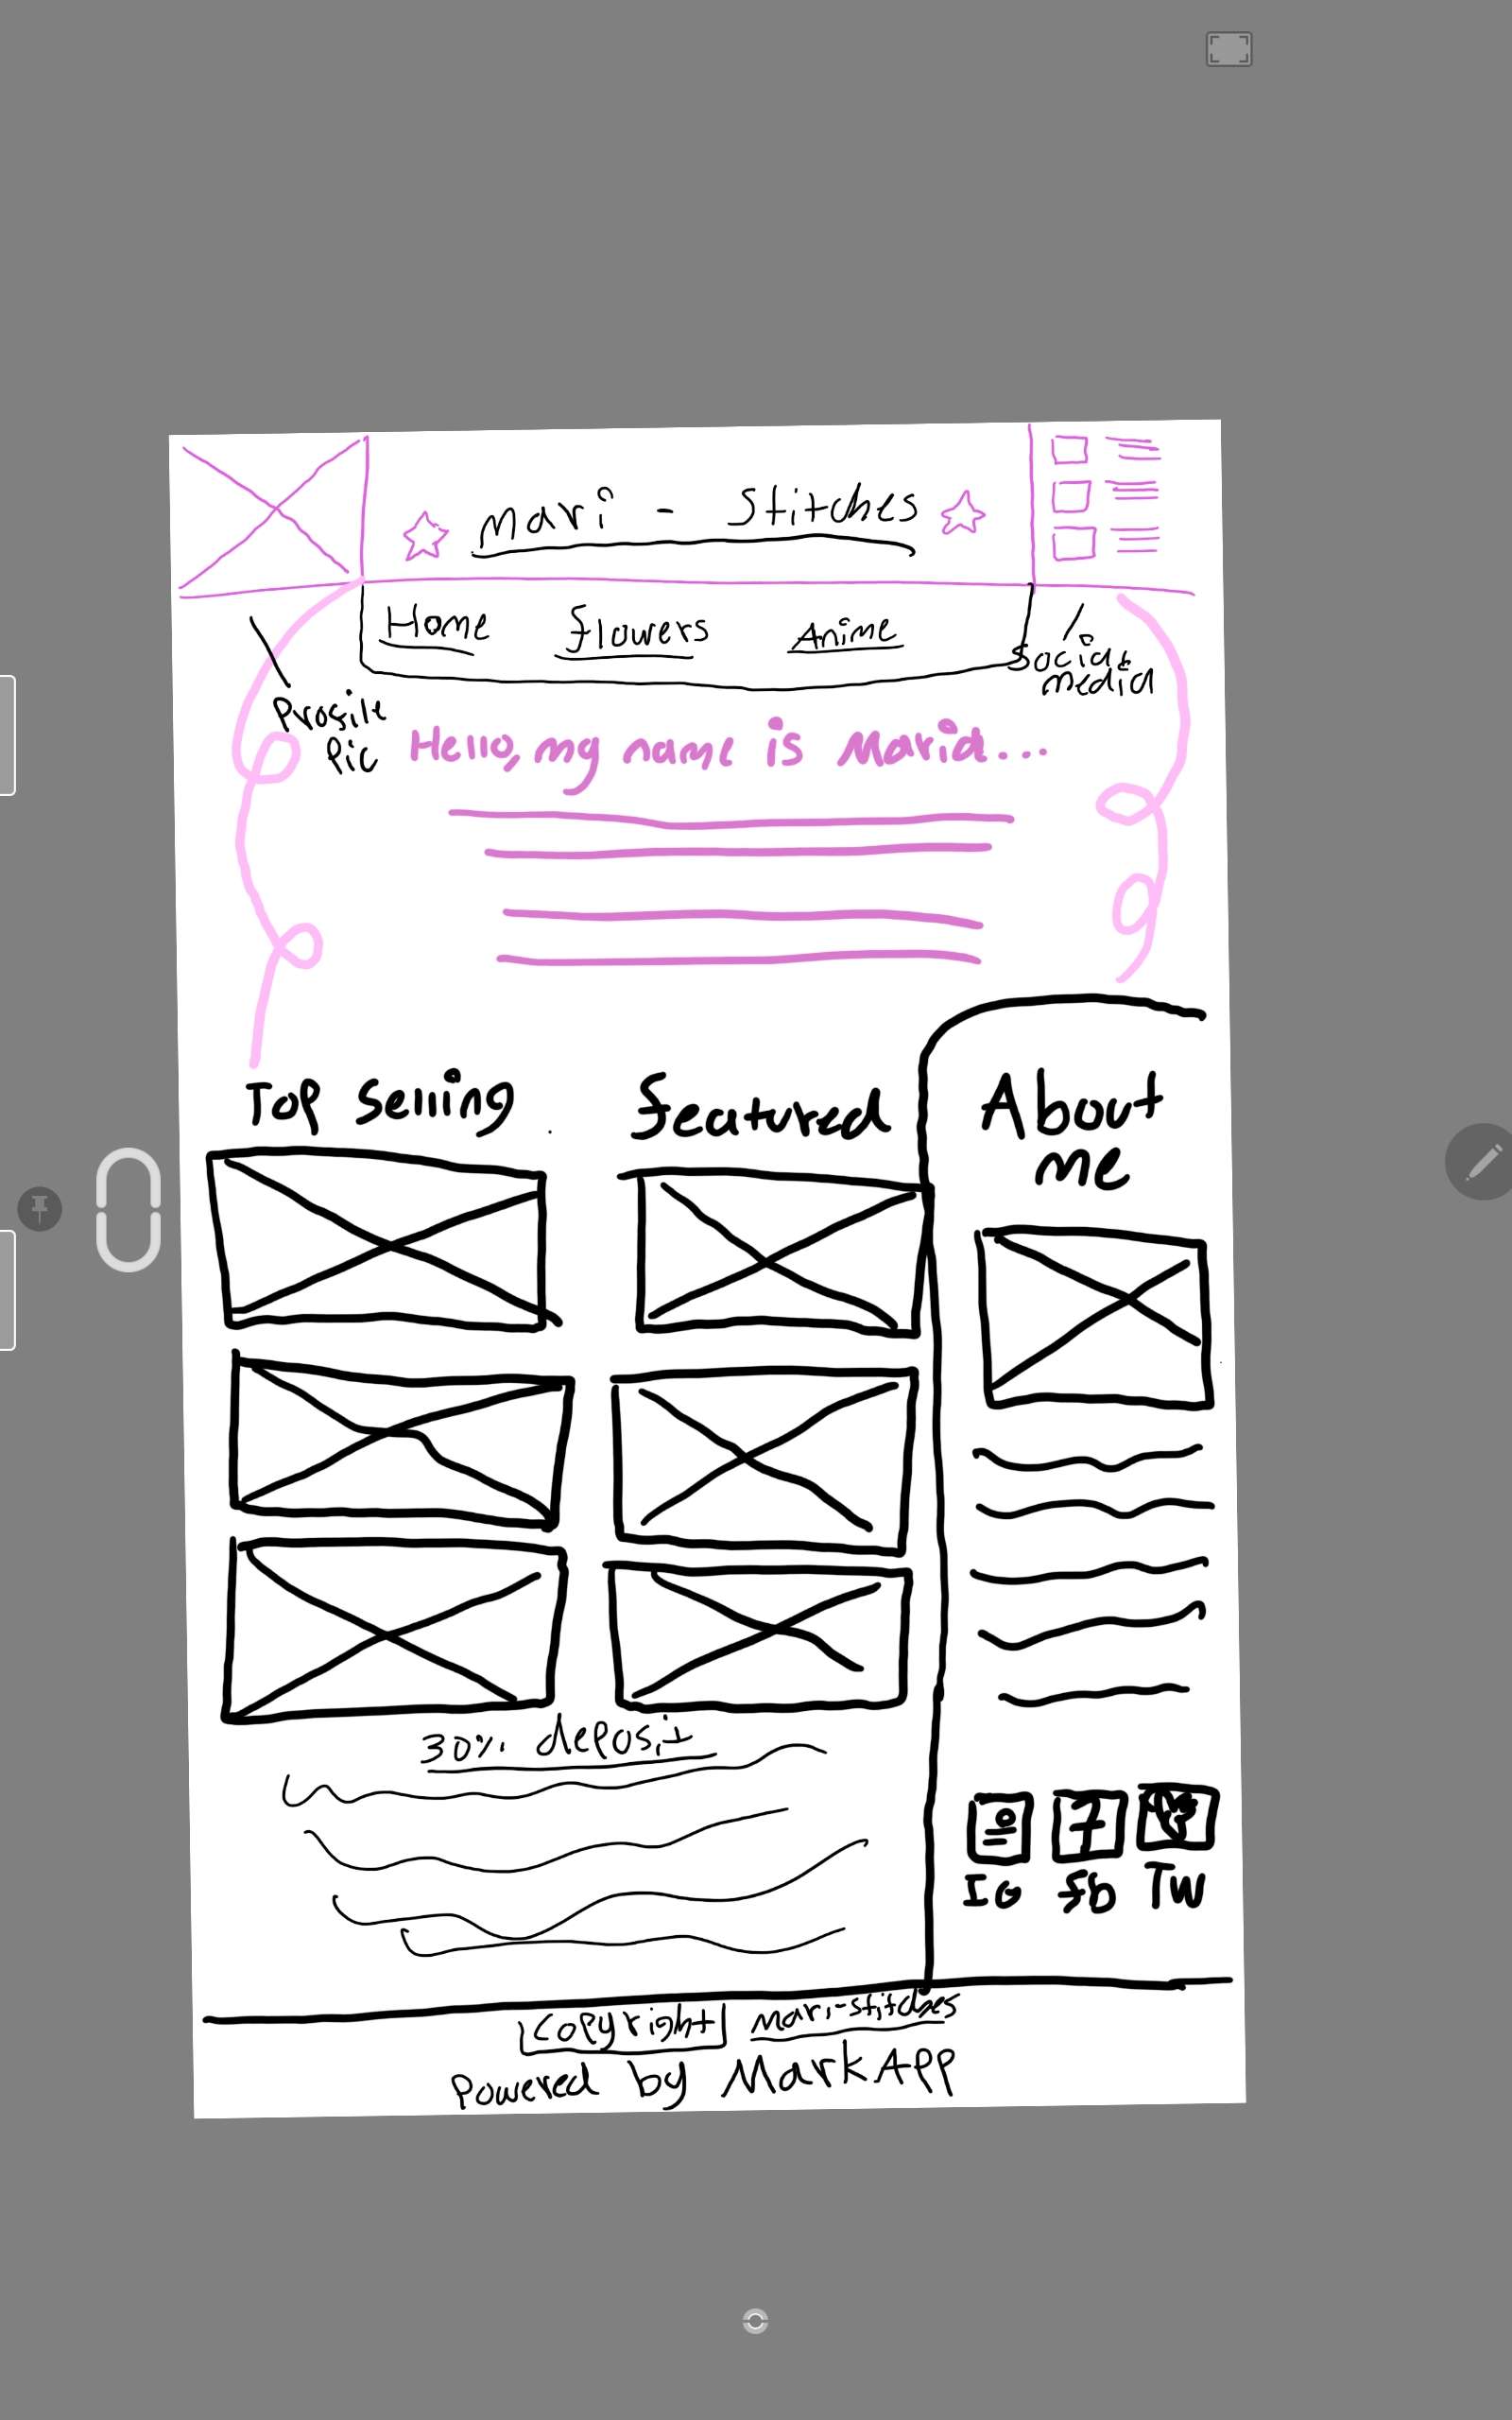 Mari - Stitches
Home Flowers Anime
Profile
Pic
Social
media
Hello, my name is Maria....
Top selling
Featured
About
me
30% deposit
IG FB TW
Copyright mari-stitches
Powered by MarkAPP